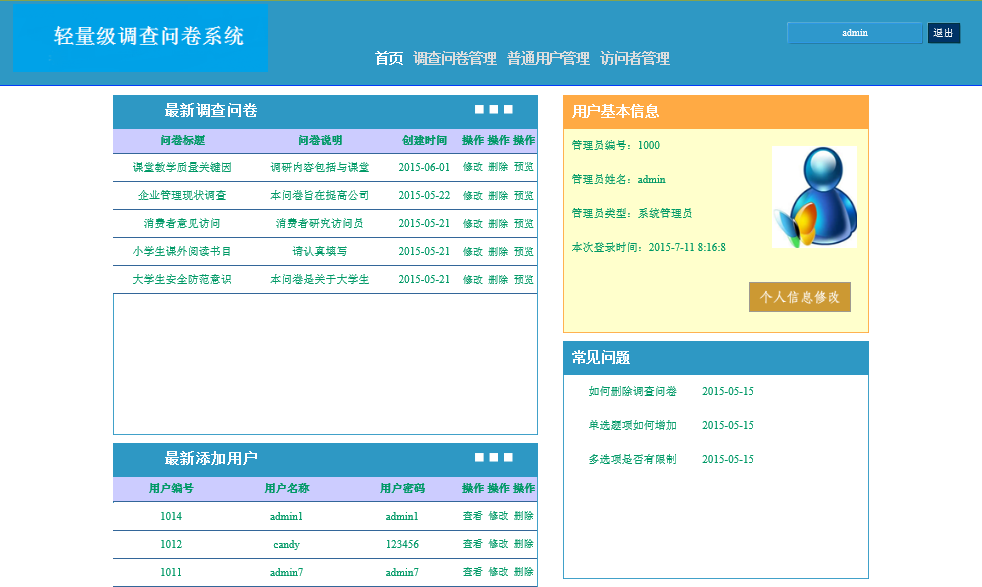 轻量级调查问卷系统
admin 退出
首页 调查问卷管理 普通用户管理 访问者管理
最新调查问卷
问卷标题 问卷说明 创建时间 操作 操作 操作
课堂教学质量关键因 调研内容包括与课堂 2015-06-01 修改 删除 预览
企业管理现状调查 本问卷旨在提高公司 2015-05-22 修改 删除 预览
消费者意见访问 消费者研究访问员 2015-05-21 修改 删除 预览
小学生课外阅读书目 请认真填写 2015-05-21 修改 删除 预览
大学生安全防范意识 本问卷是关于大学生 2015-05-21 修改 删除 预览
最新添加用户
用户编号 用户名称 用户密码 操作 操作 操作
1014 admin1 admin1 查看 修改 删除
1012 candy 123456 查看 修改 删除
1011 admin7 admin7 查看 修改 删除
用户基本信息
管理员编号：1000
管理员姓名：admin
管理员类型：系统管理员
本次登录时间：2015-7-11 8:16:8
个人信息修改
常见问题
如何删除调查问卷 2015-05-15
单选题项如何增加 2015-05-15
多选项是否有限制 2015-05-15